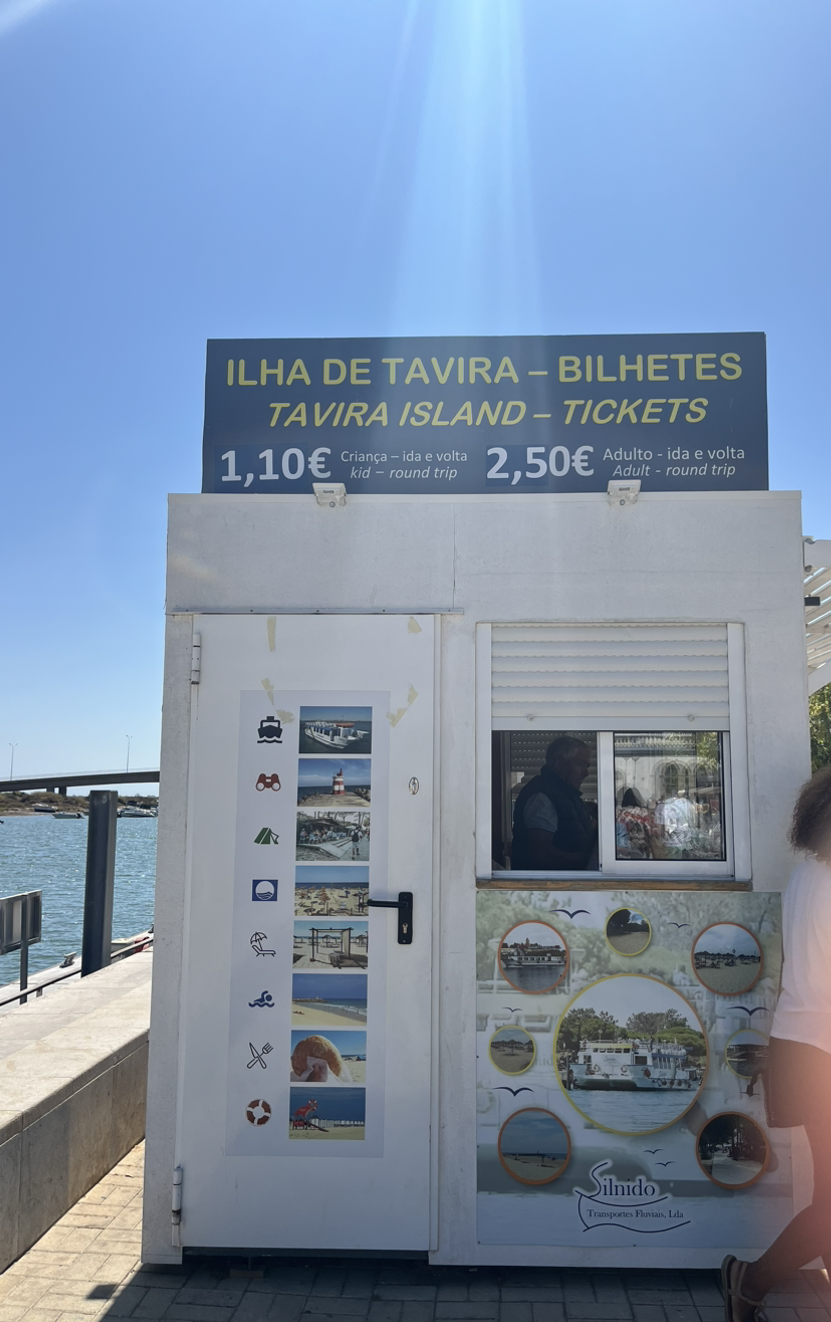 ILHA DE TAVIRA – BILHETES
TAVIRA ISLAND – TICKETS
1,10€ Criança – ida e volta
kid – round trip
2,50€ Adulto - ida e volta
Adult - round trip
Silnido
Transportes Fluviais, Lda